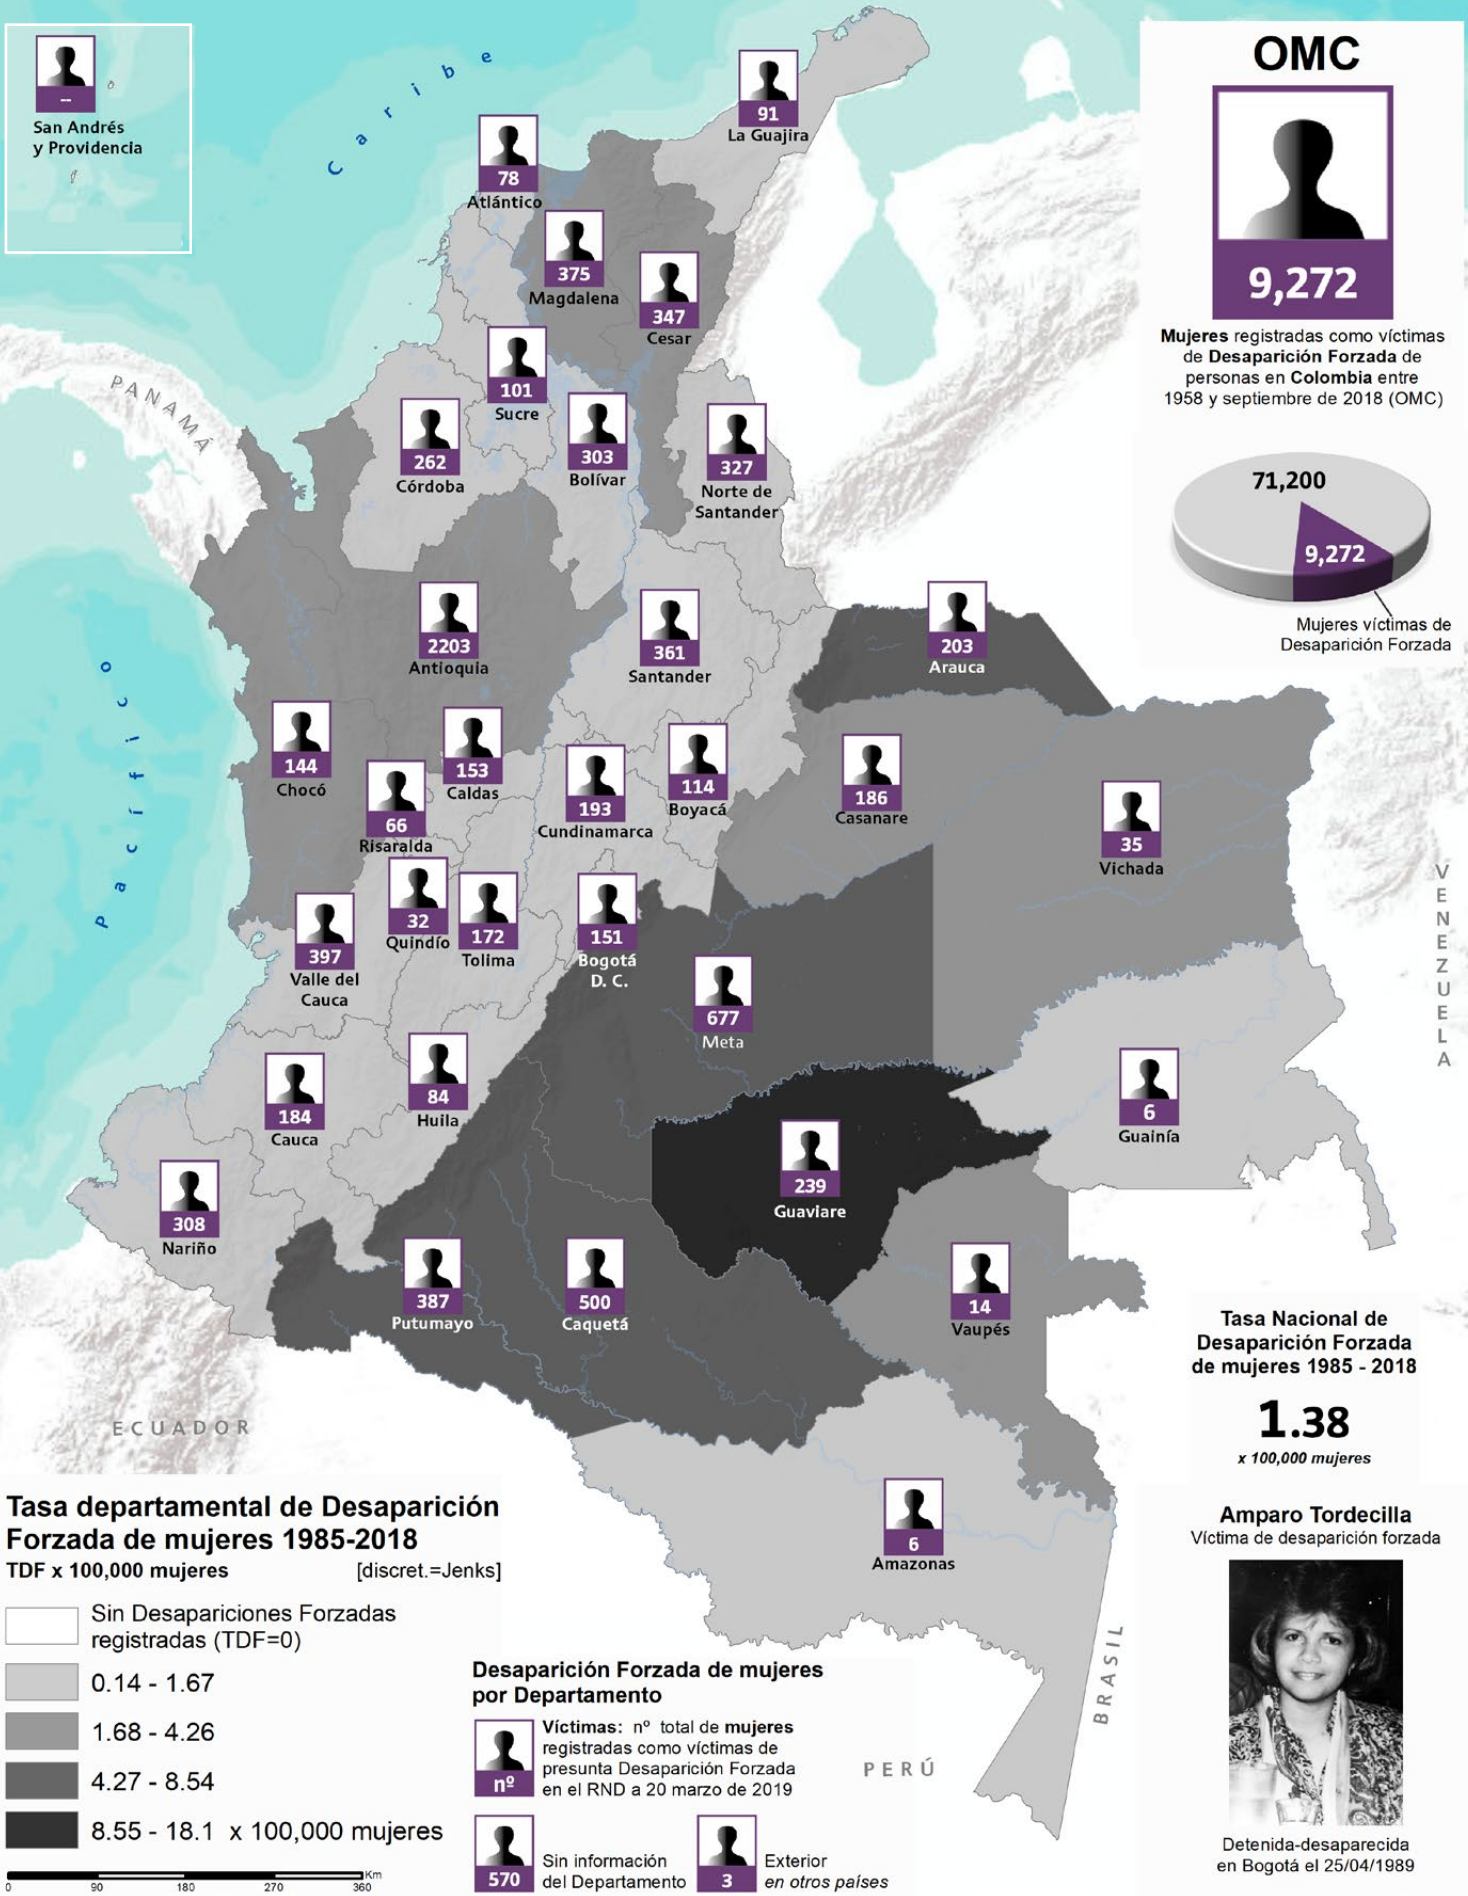 --
San Andrés
y Providencia
Caribe
91
La Guajira
78
Atlántico
375
Magdalena
347
Cesar
101
Sucre
303
Bolívar
262
Córdoba
327
Norte de
Santander
PANAMÁ
2203
Antioquia
361
Santander
203
Arauca
144
Chocó
153
Caldas
66
Risaralda
193
Cundinamarca
114
Boyacá
186
Casanare
35
Vichada
Pacífico
32
Quindío
172
Tolima
151
Bogotá
D. C.
397
Valle del
Cauca
677
Meta
VENEZUELA
184
Cauca
84
Huila
6
Guainía
239
Guaviare
308
Nariño
387
Putumayo
500
Caquetá
14
Vaupés
ECUADOR
6
Amazonas
BRASIL
PERÚ
OMC
9,272
Mujeres registradas como víctimas
de Desaparición Forzada de
personas en Colombia entre
1958 y septiembre de 2018 (OMC)
71,200
9,272
Mujeres víctimas de
Desaparición Forzada
Tasa Nacional de
Desaparición Forzada
de mujeres 1985 - 2018
1.38
x 100,000 mujeres
Amparo Tordecilla
Víctima de desaparición forzada
Detenida-desaparecida
en Bogotá el 25/04/1989
Tasa departamental de Desaparición
Forzada de mujeres 1985-2018
TDF x 100,000 mujeres [discret.=Jenks]
Sin Desapariciones Forzadas
registradas (TDF=0)
0.14 - 1.67
1.68 - 4.26
4.27 - 8.54
8.55 - 18.1 x 100,000 mujeres
Km
0 90 180 270 360
Desaparición Forzada de mujeres
por Departamento
nº
Víctimas: nº total de mujeres
registradas como víctimas de
presunta Desaparición Forzada
en el RND a 20 marzo de 2019
570
Sin información
del Departamento
3
Exterior
en otros países